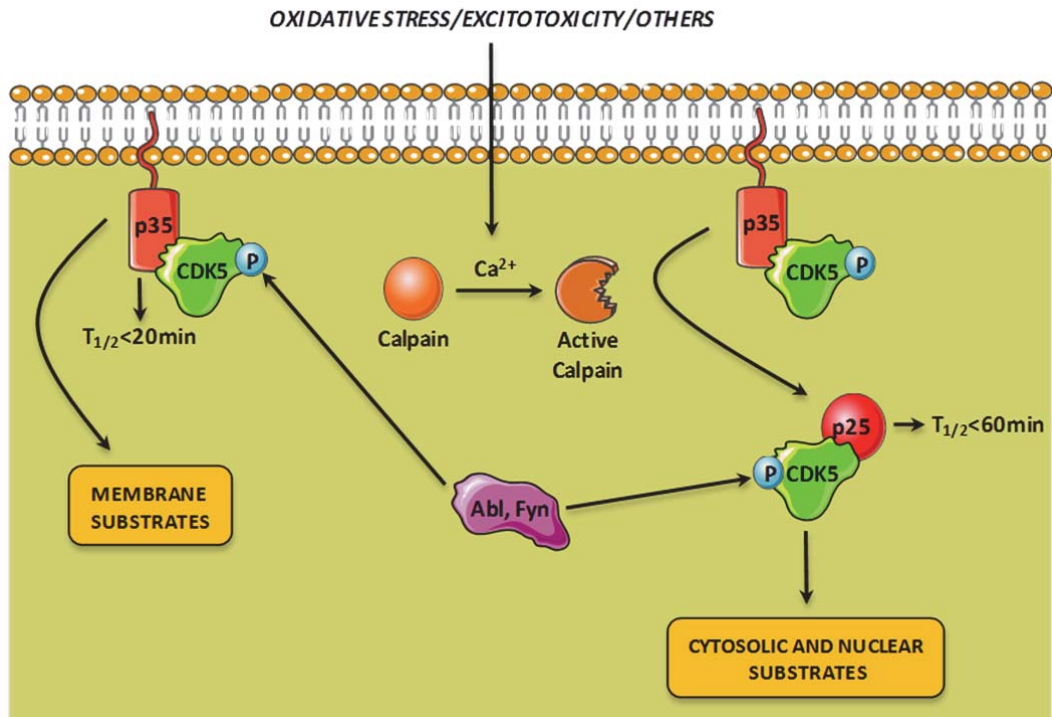 OXIDATIVE STRESS/EXCITOTOXICITY/OTHERS
p35
CDK5
P
T1/2<20min
MEMBRANE
SUBSTRATES
Ca2+
Calpain
Active
Calpain
Abl, Fyn
p35
CDK5
P
p25
P
CDK5
T1/2<60min
CYTOSOLIC AND NUCLEAR
SUBSTRATES